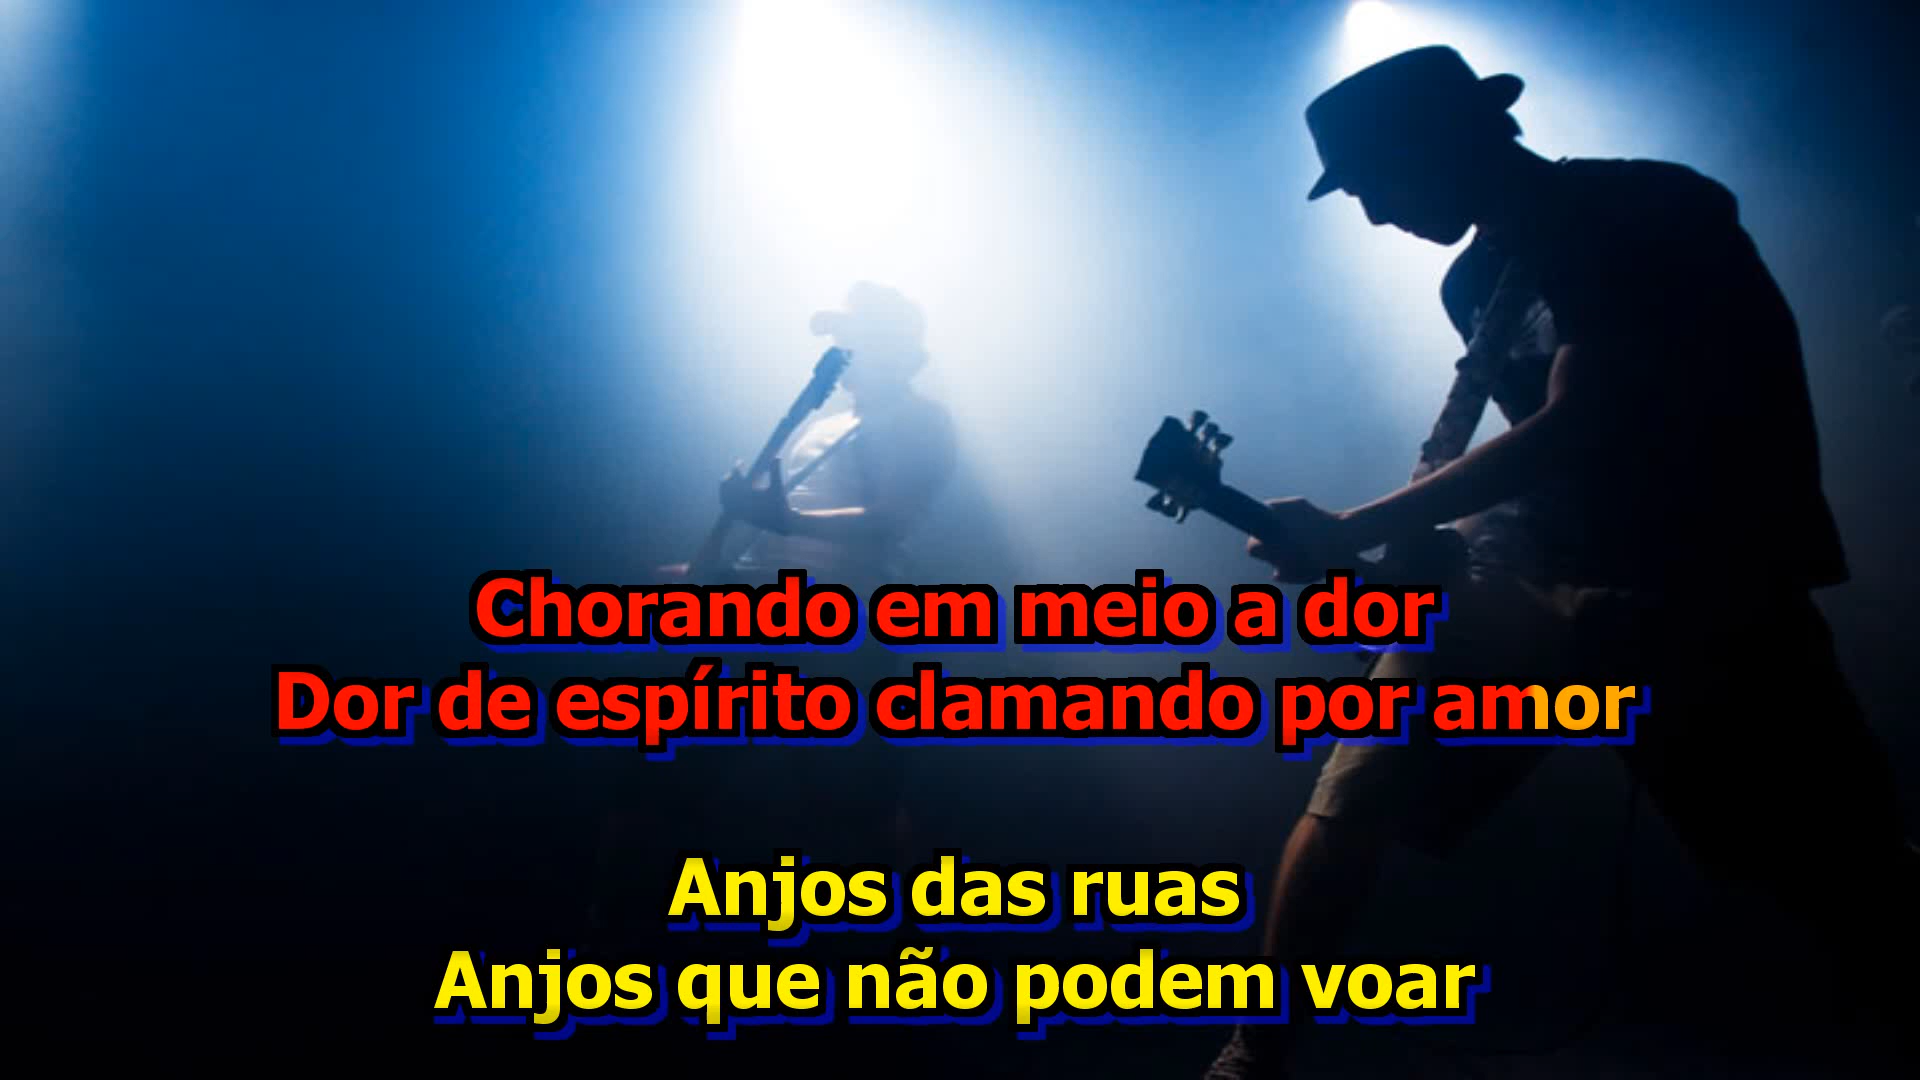 Chorando em meio a dor
Dor de espírito clamando por amor
Anjos das ruas
Anjos que não podem voar